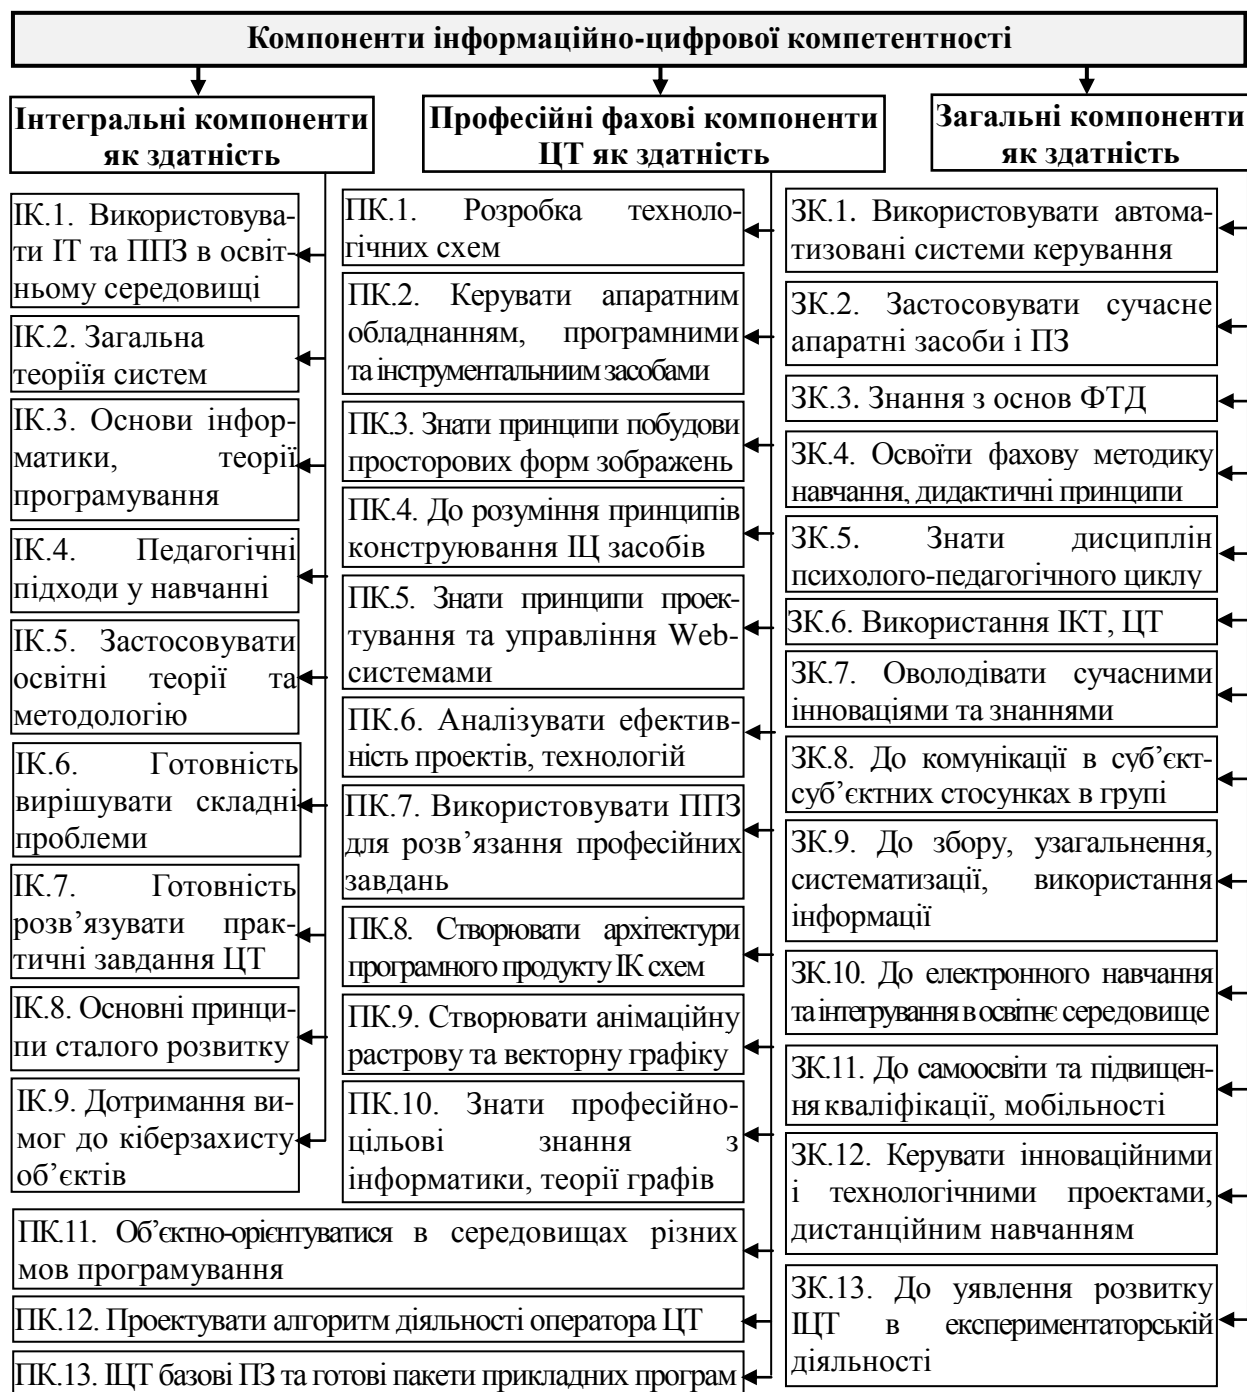 Компоненти інформаційно-цифрової компетентності
Інтегральні компоненти
як здатність
Професійні фахові компоненти
ЦТ як здатність
Загальні компоненти
як здатність
ІК.1. Використовува-
ти ІТ та ППЗ в освіт-
ньому середовищі
ІК.2. Загальна
теоріїя систем
ІК.3. Основи інфор-
матики, теорії
програмування
ІК.4. Педагогічні
підходи у навчанні
ІК.5. Застосовувати
освітні теорії та
методологію
ІК.6. Готовність
вирішувати складні
проблеми
ІК.7. Готовність
розв’язувати прак-
тичні завдання ЦТ
ІК.8. Основні принци-
пи сталого розвитку
ІК.9. Дотримання ви-
мог до кіберзахисту
об’єктів
ПК.1. Розробка техноло-
гічних схем
ПК.2. Керувати апаратним
обладнанням, програмними
та інструментальниим засобами
ПК.3. Знати принципи побудови
просторових форм зображень
ПК.4. До розуміння принципів
конструювання ІЦ засобів
ПК.5. Знати принципи проек-
тування та управління Web-
системами
ПК.6. Аналізувати ефектив-
ність проектів, технологій
ПК.7. Використовувати ППЗ
для розв’язання професійних
завдань
ПК.8. Створювати архітектури
програмного продукту ІК схем
ПК.9. Створювати анімаційну
растрову та векторну графіку
ПК.10. Знати професійно-
цільові знання з
інформатики, теорії графів
ПК.11. Об’єктно-орієнтуватися в середовищах різних
мов програмування
ПК.12. Проектувати алгоритм діяльності оператора ЦТ
ПК.13. ІЦТ базові ПЗ та готові пакети прикладних програм
ЗК.1. Використовувати автома-
тизовані системи керування
ЗК.2. Застосовувати сучасне
апаратні засоби і ПЗ
ЗК.3. Знання з основ ФТД
ЗК.4. Освоїти фахову методику
навчання, дидактичні принципи
ЗК.5. Знати дисциплін
психолого-педагогічного циклу
ЗК.6. Використання ІКТ, ЦТ
ЗК.7. Оволодівати сучасними
інноваціями та знаннями
ЗК.8. До комунікації в суб’єкт-
суб’єктних стосунках в групі
ЗК.9. До збору, узагальнення,
систематизації, використання
інформації
ЗК.10. До електронного навчання
та інтегрування в освітнє середовище
ЗК.11. До самоосвіти та підвищен-
ня кваліфікації, мобільності
ЗК.12. Керувати інноваційними
і технологічними проектами,
дистанційним навчанням
ЗК.13. До уявлення розвитку
ІЦТ в експериментаторській
діяльності